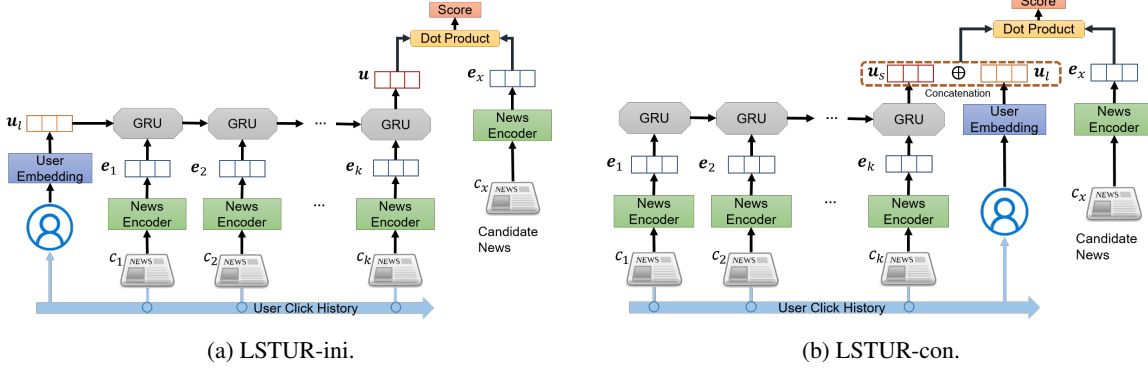 Score
Dot Product
u
e_x
u_l
GRU
GRU
...
GRU
News
Encoder
User
Embedding
e_1
e_2
e_k
c_x
NEWS
News
Encoder
News
Encoder
...
News
Encoder
Candidate
News
c_1
NEWS
c_2
NEWS
c_k
NEWS
User Click History
(a) LSTUR-ini.
Score
Dot Product
u_s
⊕
u_l
e_x
Concatenation
GRU
GRU
...
GRU
User
Embedding
News
Encoder
e_1
e_2
e_k
c_x
NEWS
News
Encoder
News
Encoder
...
News
Encoder
Candidate
News
c_1
NEWS
c_2
NEWS
c_k
NEWS
User Click History
(b) LSTUR-con.